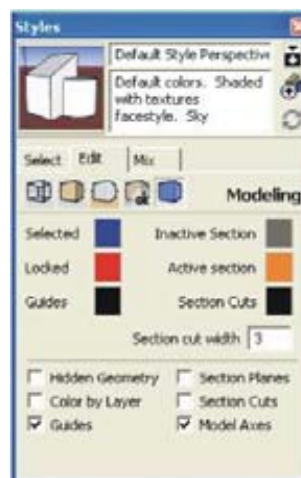 Styles
Default Style Perspective
Default colors. Shaded
with textures
facestyle. Sky
Select Edit Mix
Modeling
Selected Inactive Section
Locked Active section
Guides Section Cuts
Section cut width 3
Hidden Geometry Section Planes
Color by Layer Section Cuts
Guides Model Axes